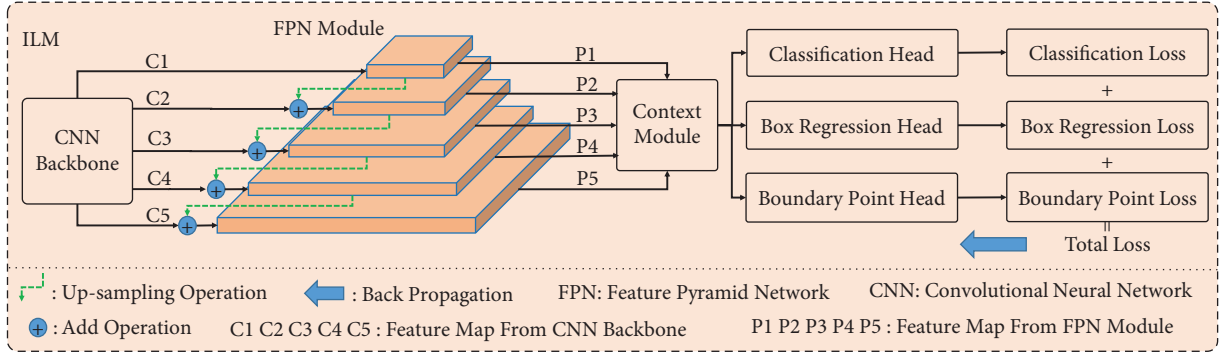 ILM
FPN Module
CNN
Backbone
C1
C2
C3
C4
C5
+
+
+
+
P1
P2
P3
P4
P5
Context
Module
Classification Head
Classification Loss
+
Box Regression Head
Box Regression Loss
+
Boundary Point Head
Boundary Point Loss
=
Total Loss
: Up-sampling Operation
: Back Propagation
FPN: Feature Pyramid Network
CNN: Convolutional Neural Network
+ : Add Operation
C1 C2 C3 C4 C5 : Feature Map From CNN Backbone
P1 P2 P3 P4 P5 : Feature Map From FPN Module